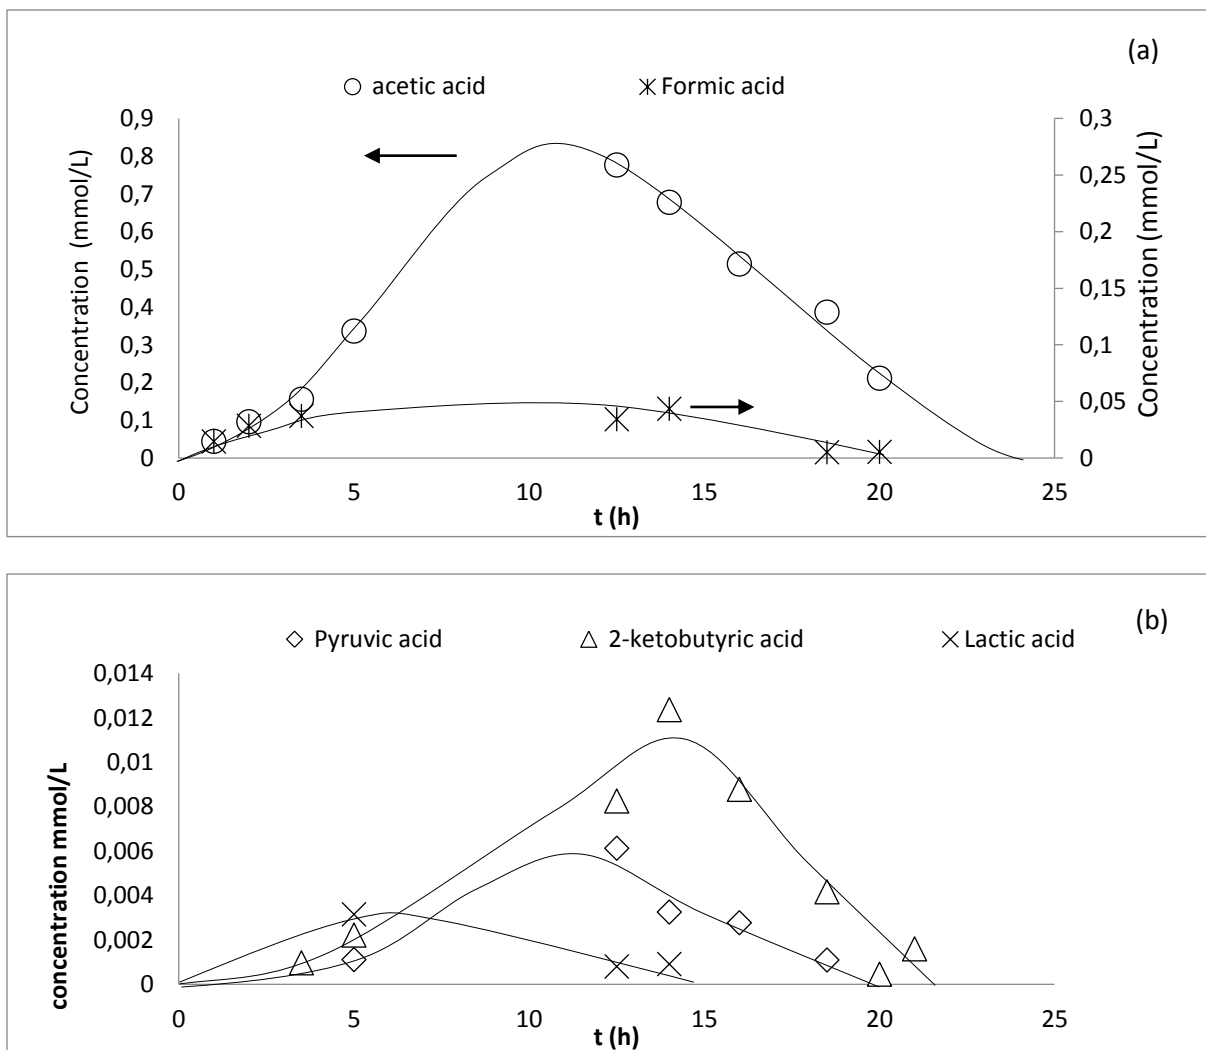 (a)
acetic acid
Formic acid
Concentration (mmol/L)
0,9
0,8
0,7
0,6
0,5
0,4
0,3
0,2
0,1
0
0,3
0,25
0,2
0,15
0,1
0,05
0
Concentration (mmol/L)
0 5 10 15 20 25
t (h)
(b)
Pyruvic acid
2-ketobutyric acid
Lactic acid
concentration mmol/L
0,014
0,012
0,01
0,008
0,006
0,004
0,002
0
0 5 10 15 20 25
t (h)